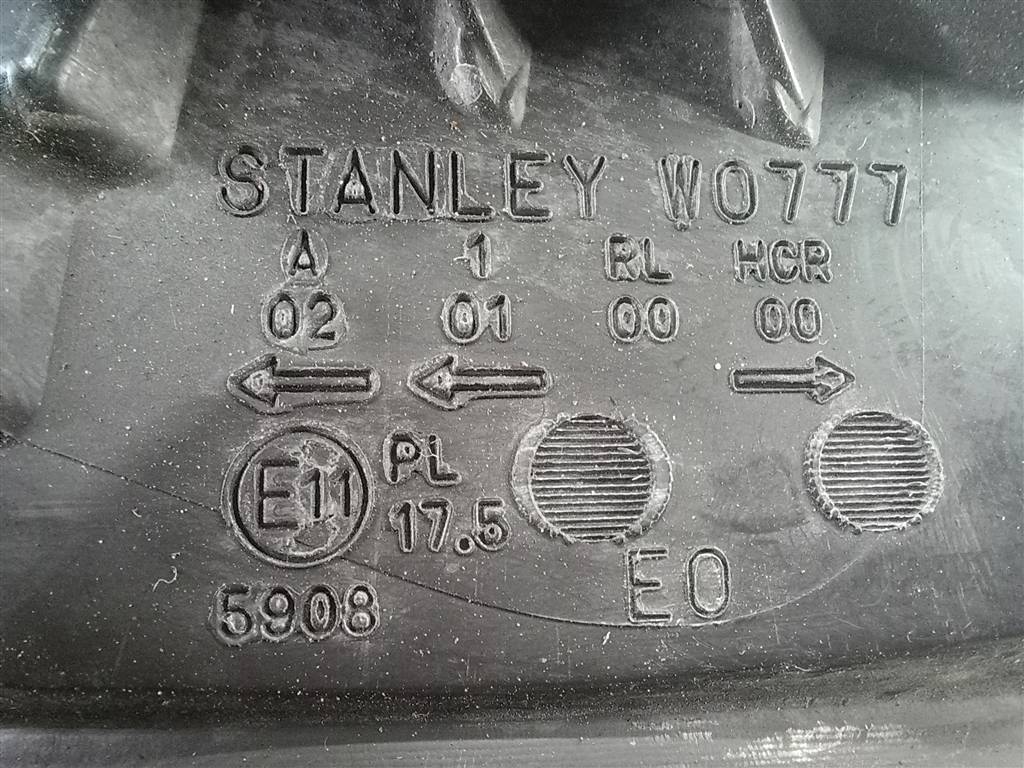 STANLEY W0777
A 1 RL HCR
02 01 00 00
E11 PL
17.5
E0
5908